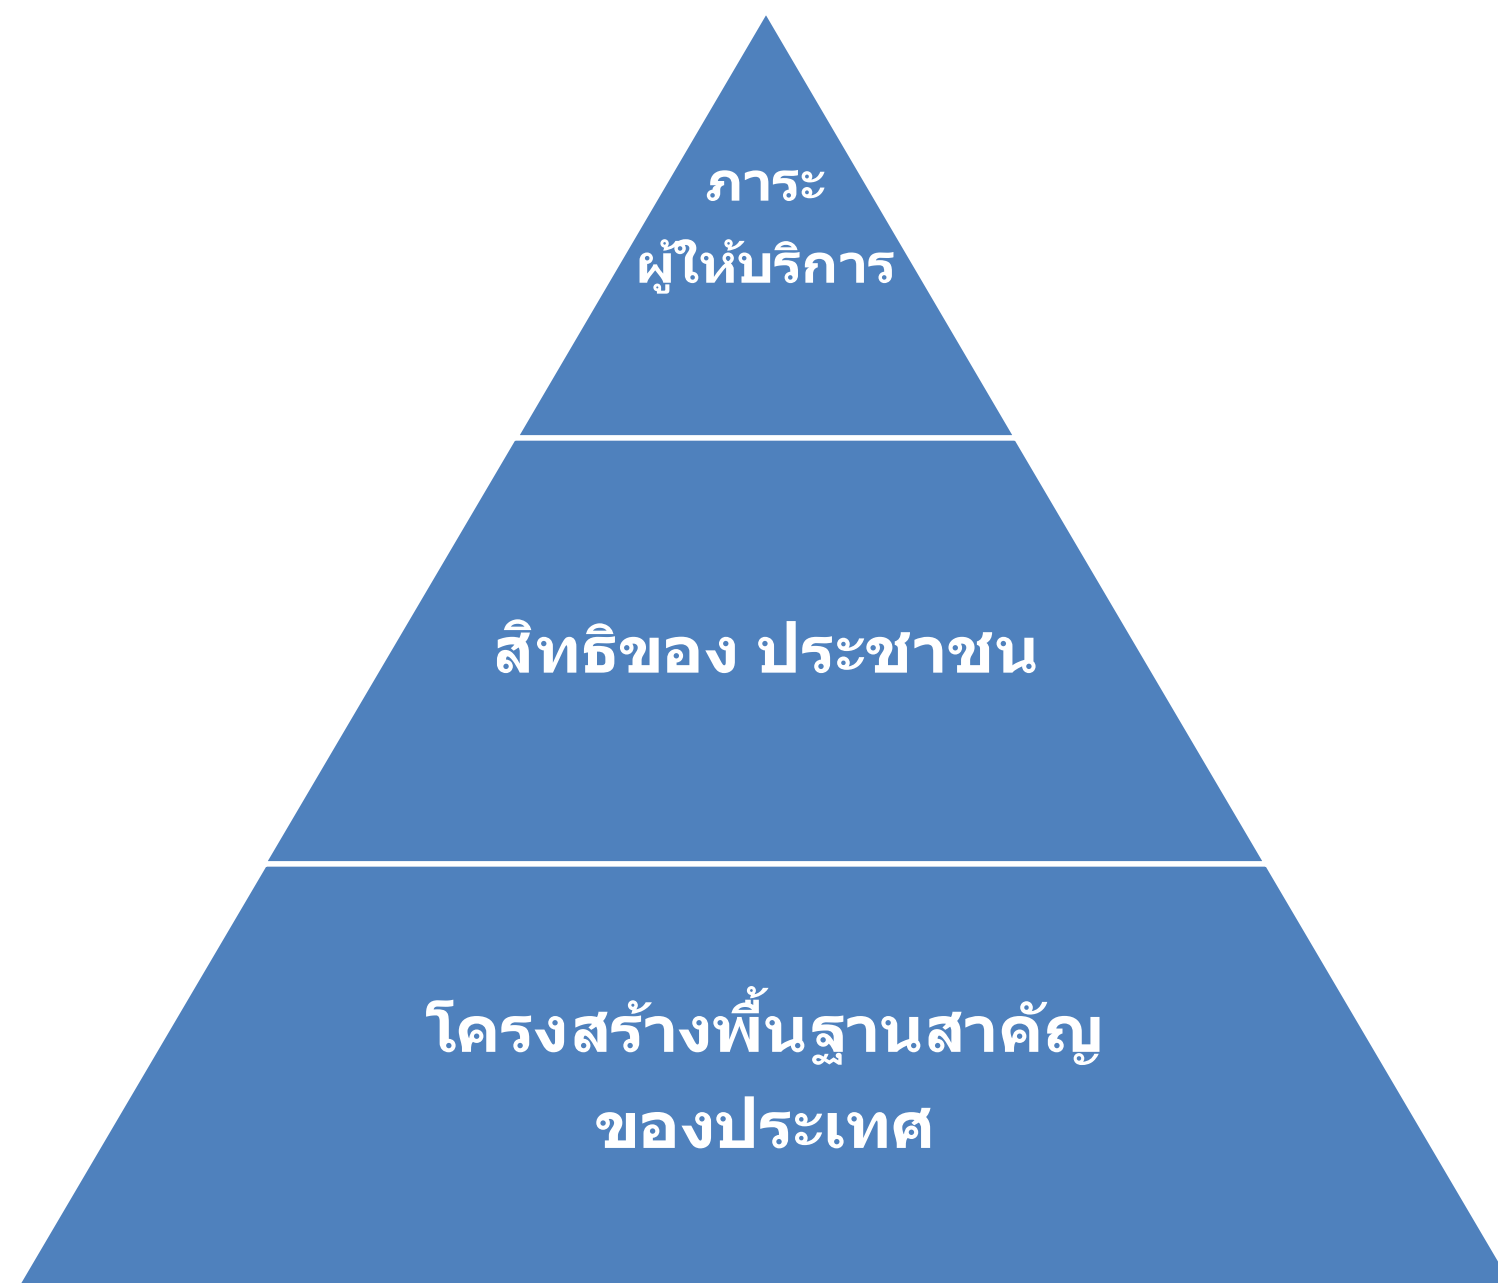 ภาระ
ผู้ให้บริการ
สิทธิของ ประชาชน
โครงสร้างพื้นฐานสาคัญ
ของประเทศ